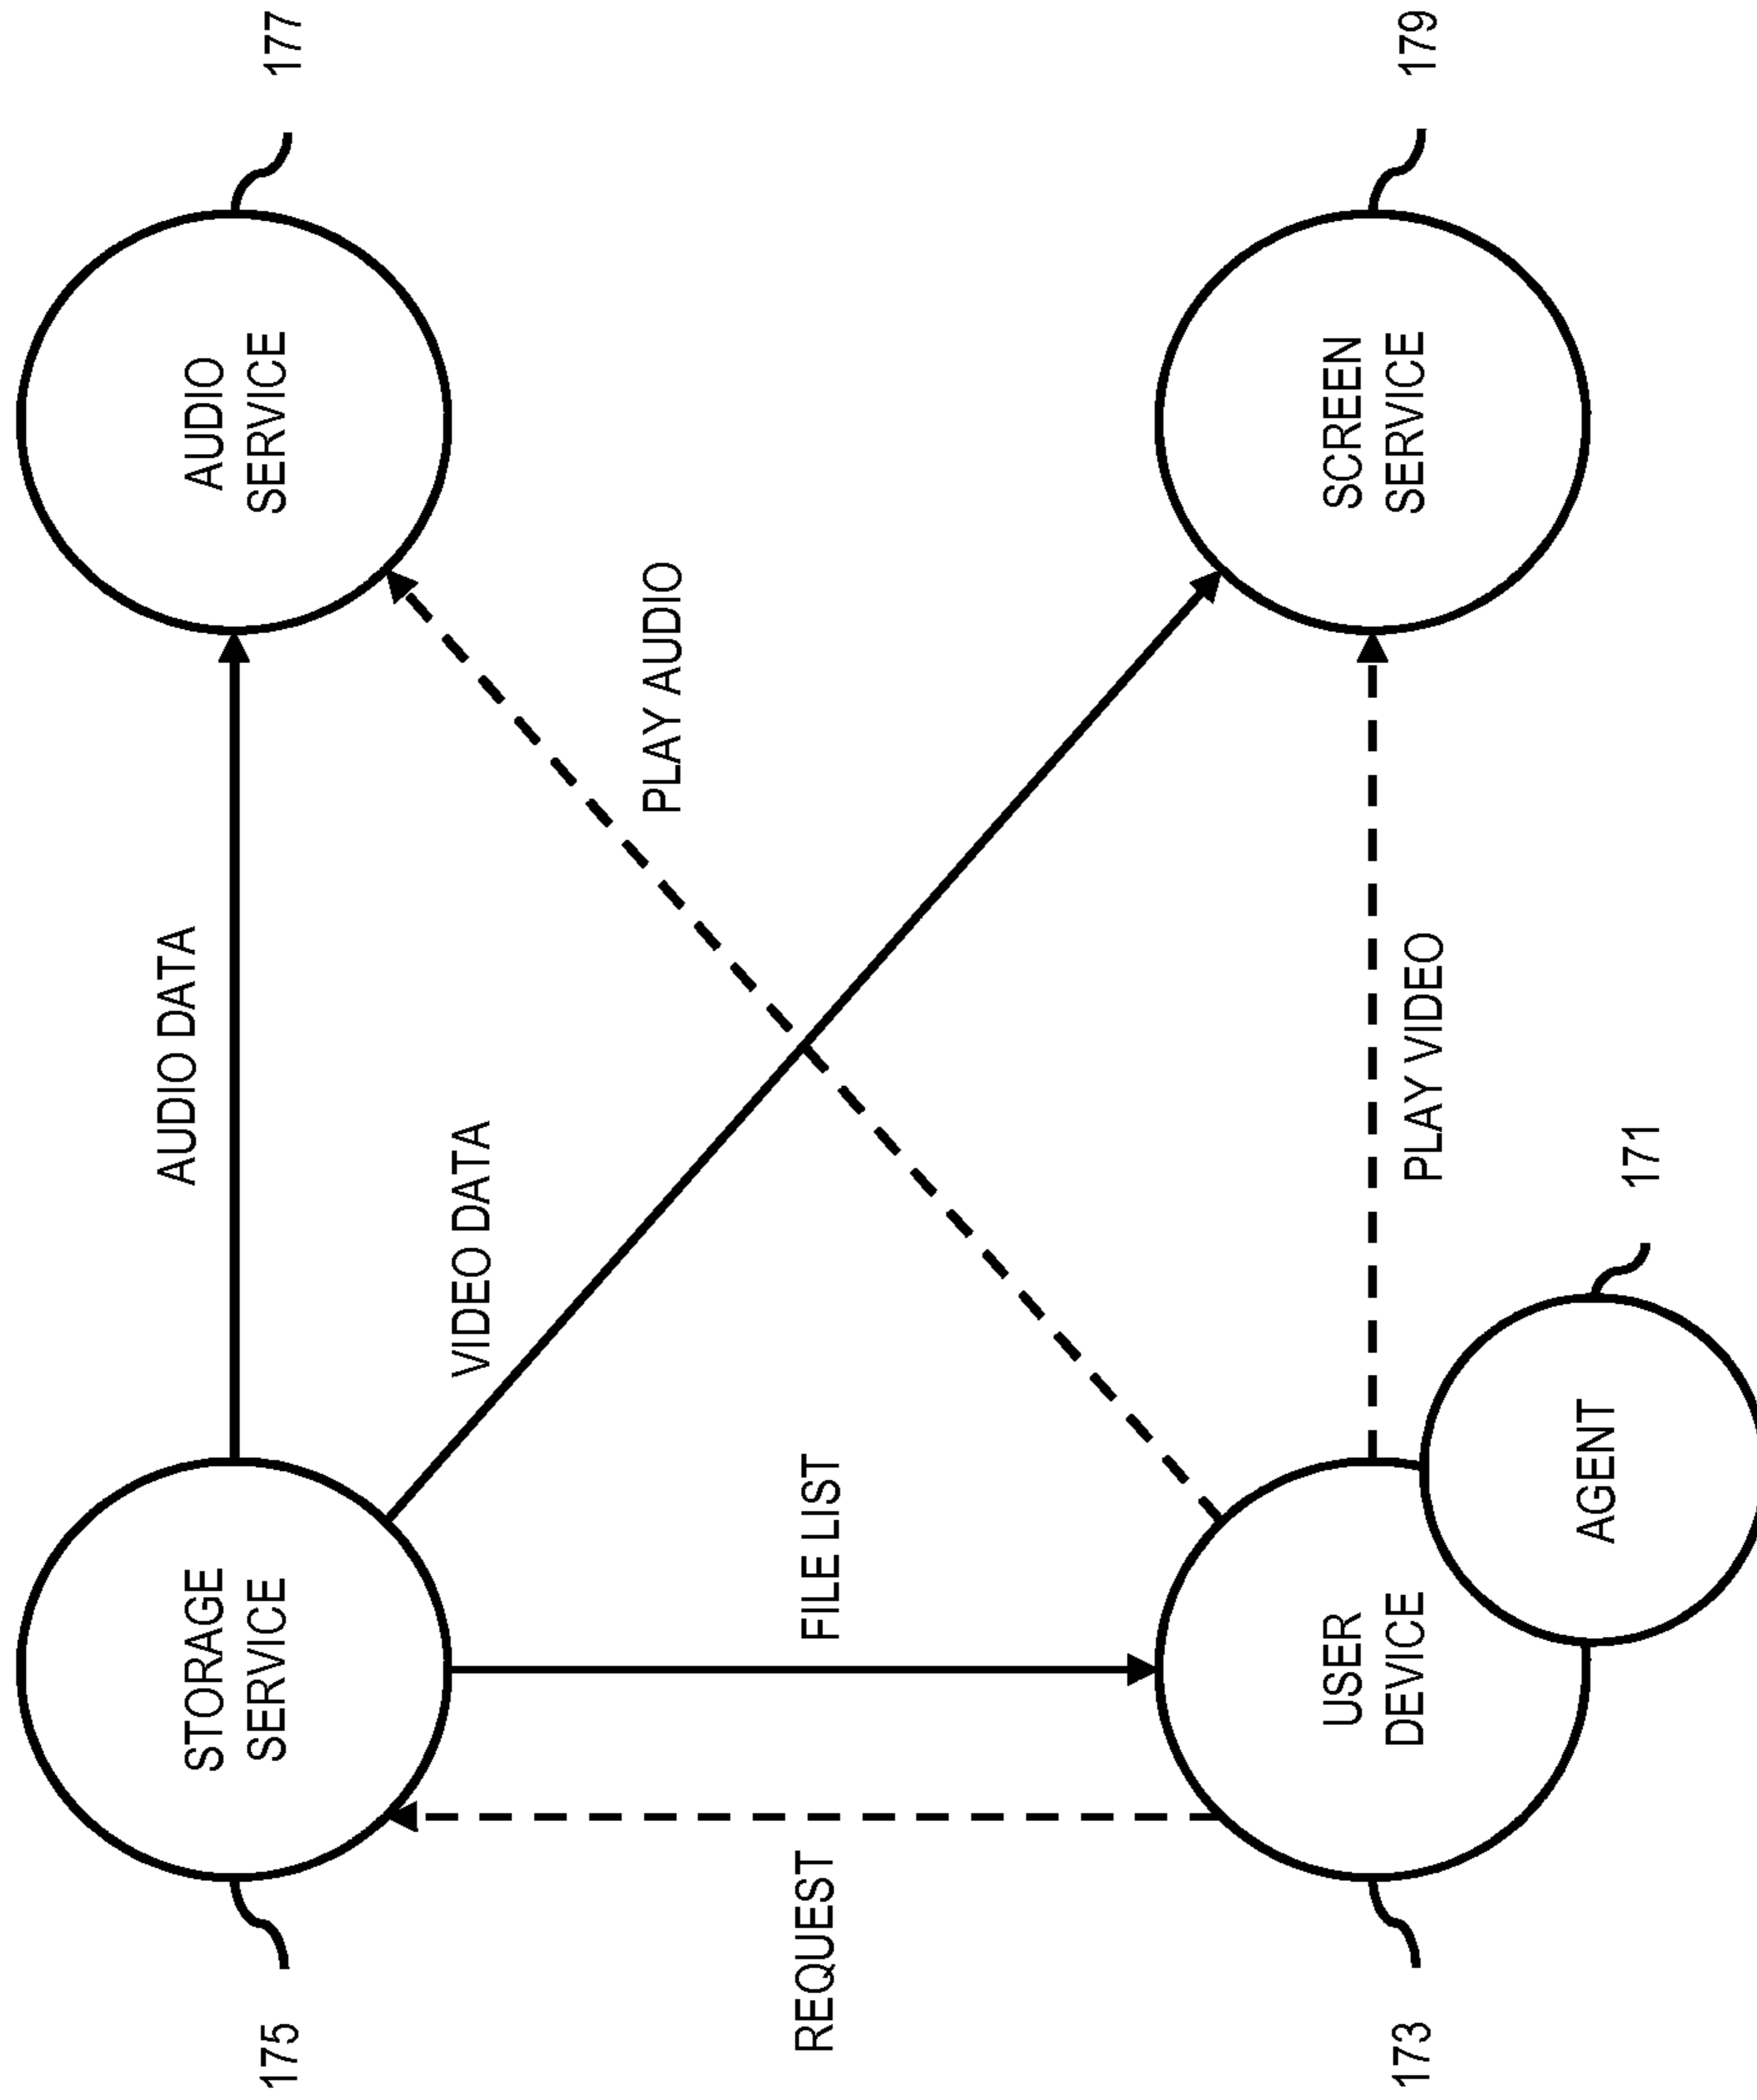 AUDIO DATA
175
STORAGE
SERVICE
AUDIO
SERVICE
177
VIDEO DATA
PLAY AUDIO
REQUEST
FILE LIST
173
USER
DEVICE
PLAY VIDEO
SCREEN
SERVICE
179
AGENT
171